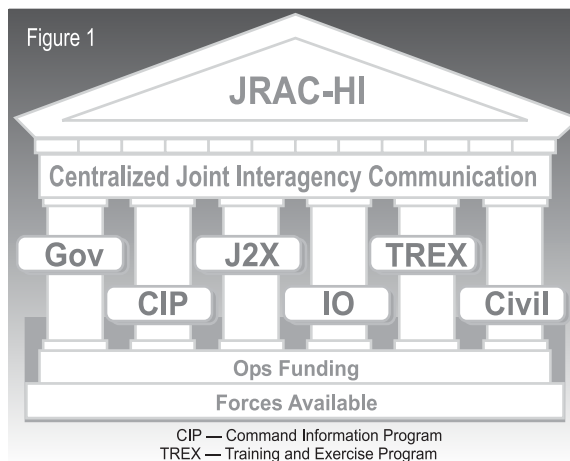 Figure 1
JRAC-HI
Centralized Joint Interagency Communication
Gov
J2X
TREX
CIP
IO
Civil
Ops Funding
Forces Available
CIP — Command Information Program
TREX — Training and Exercise Program